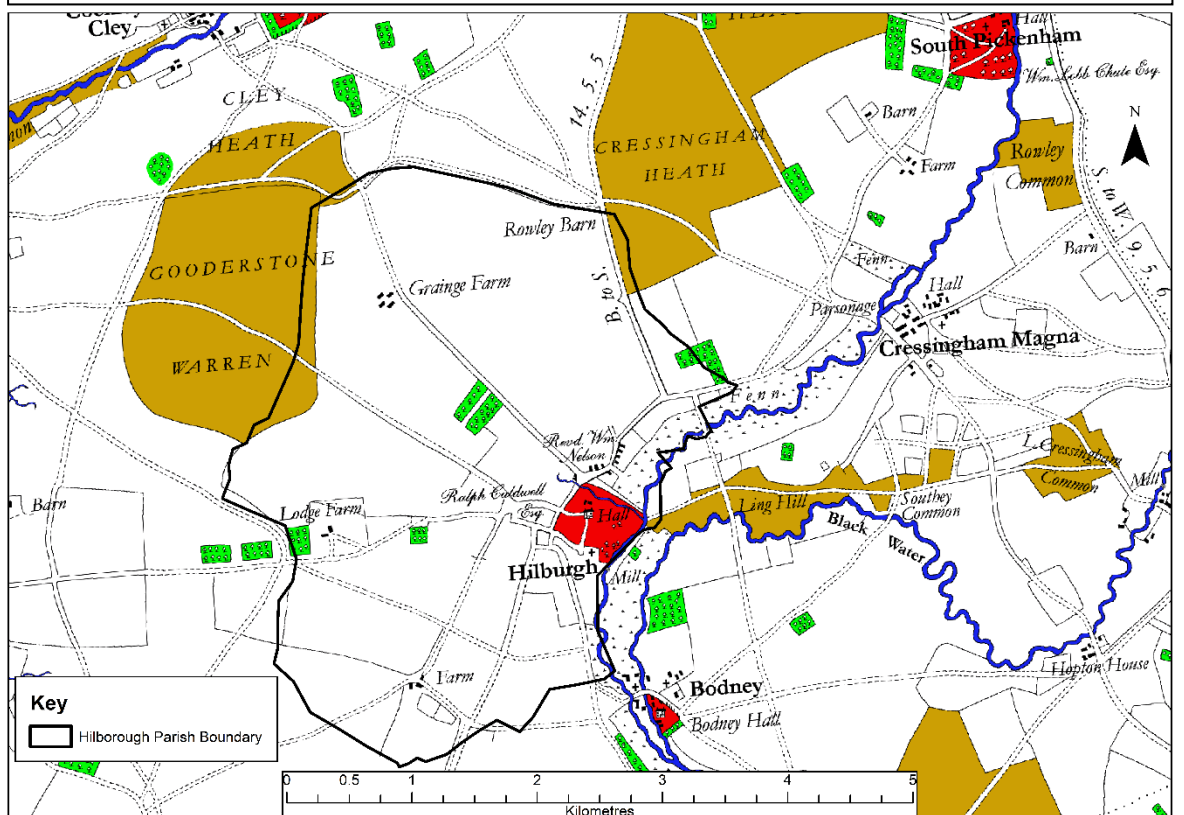 Cley
Hall
South Pickenham
Wm. Lobb Chute Esq.
HEATH
CLEY
HEATH
14. 5. 5
CRESSINGHAM
HEATH
Barn
Farm
N
Rowley
Common
S. to W. 9. 5. 6
Barn
Rowley Barn
GOODERSTONE
WARREN
Grainge Farm
B. to S.
Fenn
Hall
Parsonage
Cressingham Magna
Fenn
Revd. Wm.
Nelson
Ralph Caldwell
Esq.
Hall
Hilburgh
Mill
Ling Hill
Black
Water
Southey
Common
L. Cressingham
Common
Mill
Barn
Lodge Farm
Farm
Bodney
Bodney Hall
Hopton House
Key
Hilborough Parish Boundary
0 0.5 1 2 3 4 5
Kilometres